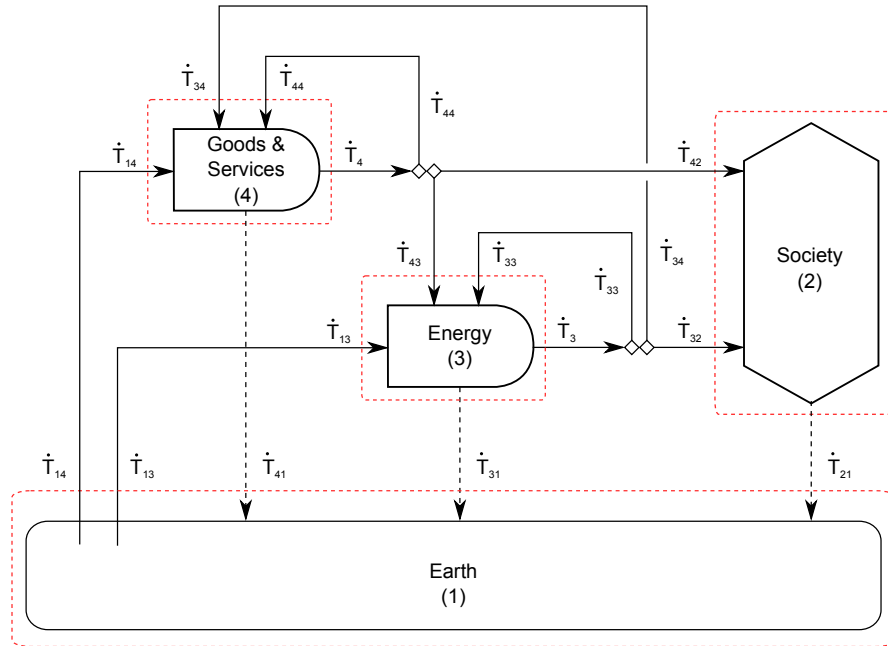 Ṫ34
Ṫ44
Ṫ44
Goods &
Services
(4)
Ṫ14
Ṫ4
Ṫ42
Ṫ43
Ṫ33
Ṫ33
Ṫ34
Society
(2)
Ṫ13
Energy
(3)
Ṫ3
Ṫ32
Ṫ14
Ṫ13
Ṫ41
Ṫ31
Ṫ21
Earth
(1)